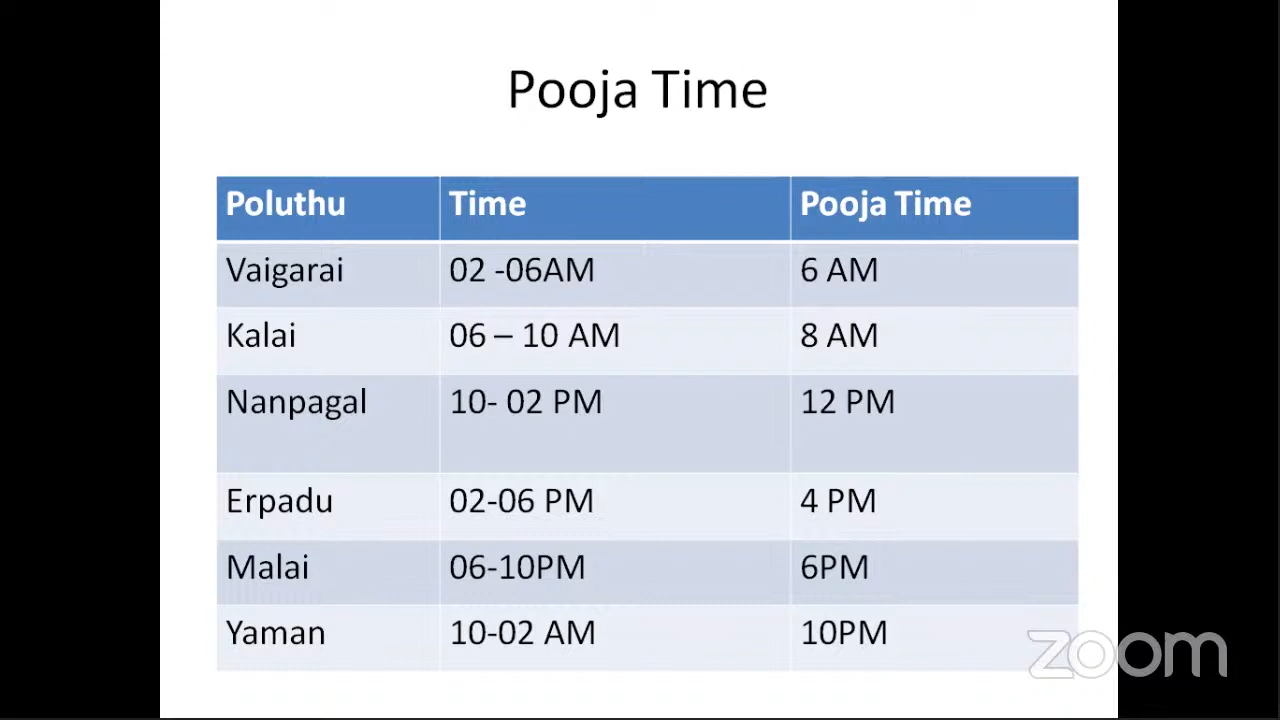 Pooja Time
Poluthu Time Pooja Time
Vaigarai 02 -06AM 6 AM
Kalai 06 – 10 AM 8 AM
Nanpagal 10- 02 PM 12 PM
Erpadu 02-06 PM 4 PM
Malai 06-10PM 6PM
Yaman 10-02 AM 10PM
zoom